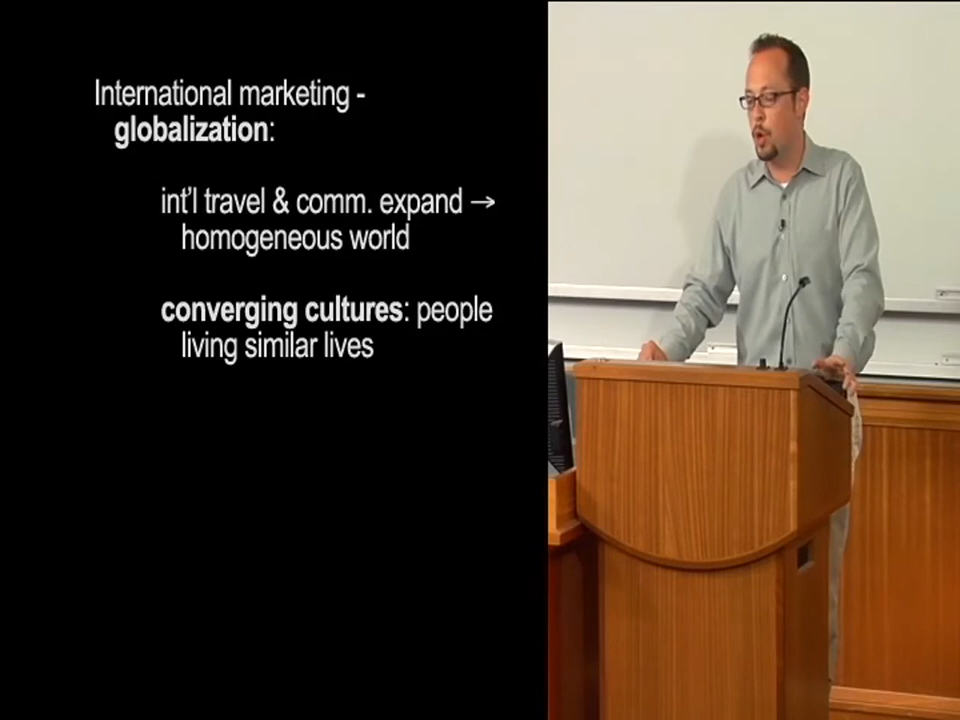 International marketing -
globalization:
int'l travel & comm. expand →
homogeneous world
converging cultures: people
living similar lives